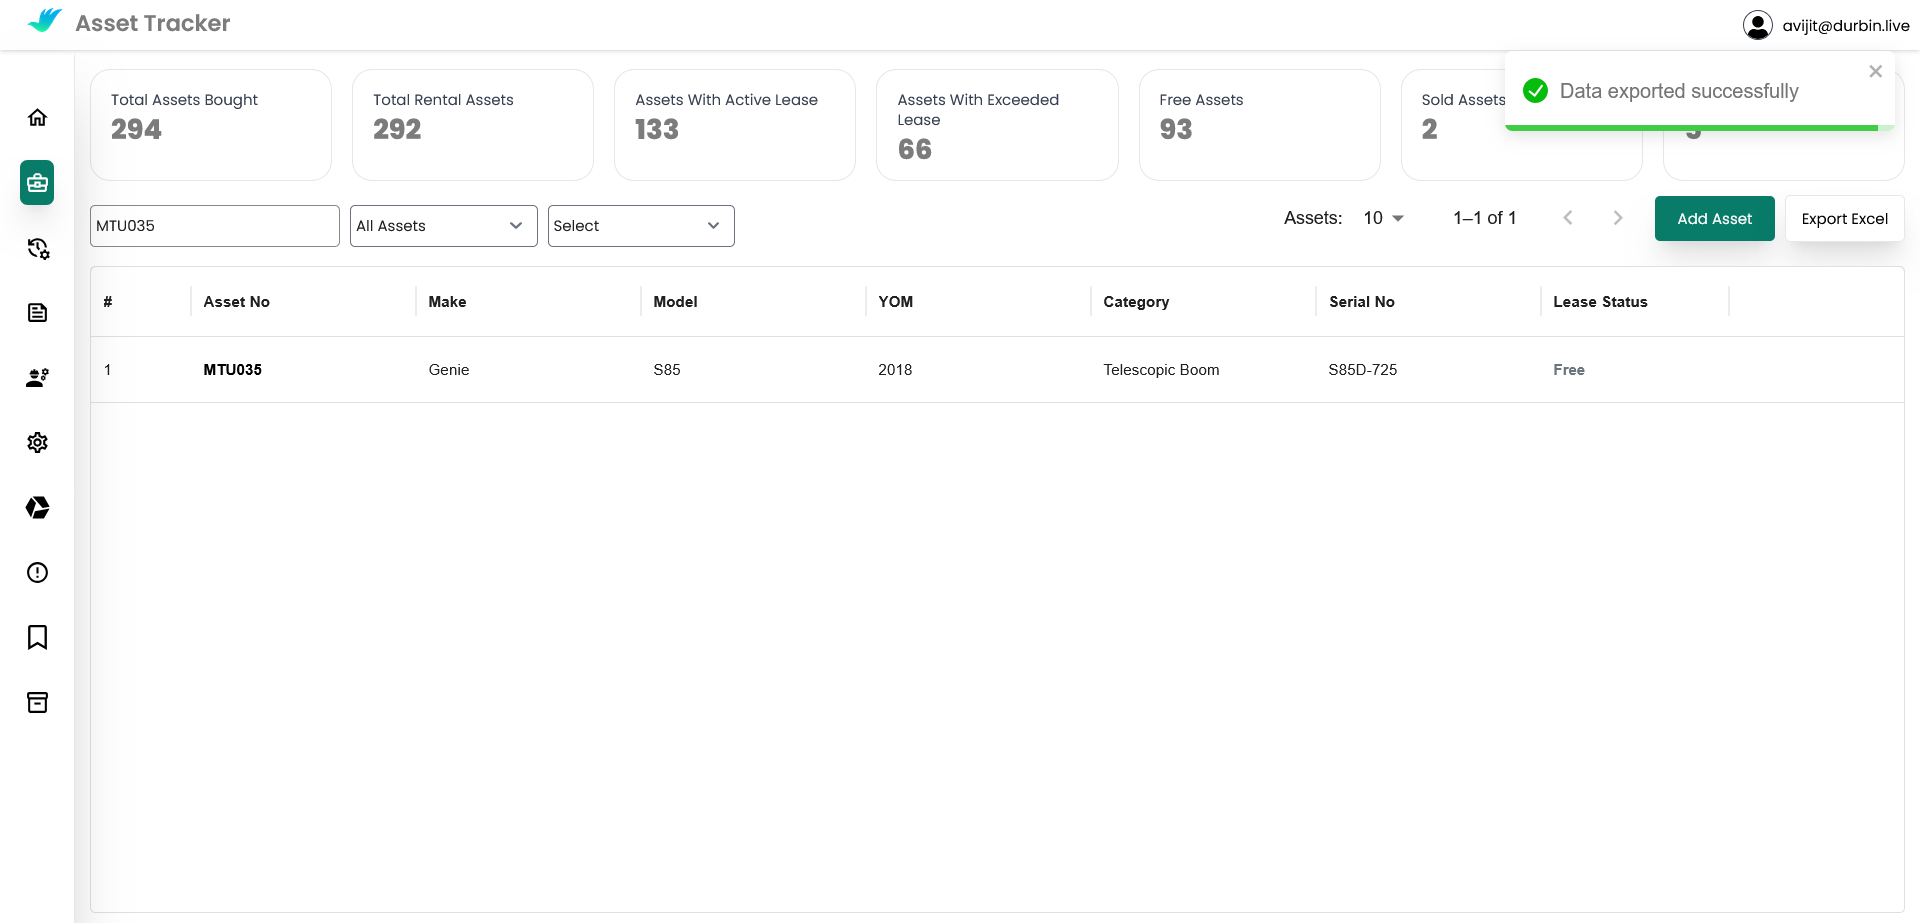 Asset Tracker
avijit@durbin.live
Data exported successfully
Total Assets Bought
294
Total Rental Assets
292
Assets With Active Lease
133
Assets With Exceeded
Lease
66
Free Assets
93
Sold Assets
2
MTU035
All Assets
Select
Assets: 10 1–1 of 1
Add Asset
Export Excel
# Asset No Make Model YOM Category Serial No Lease Status
1 MTU035 Genie S85 2018 Telescopic Boom S85D-725 Free